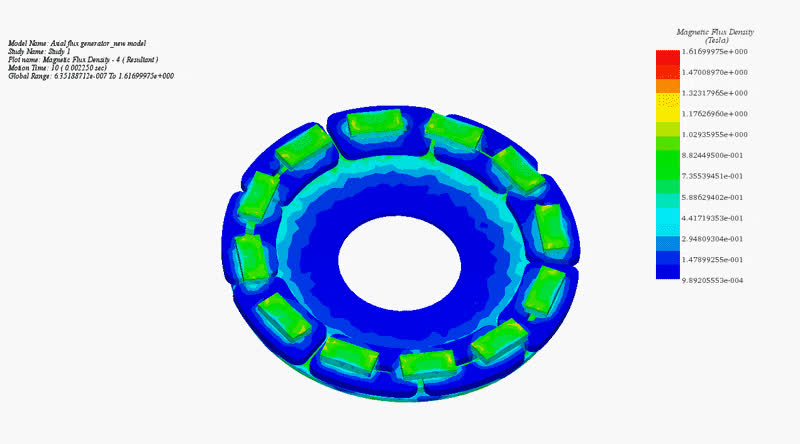 Model Name: Axial flux generator_new model
Study Name: Study 1
Plot name: Magnetic Flux Density - 4 ( Resultant )
Motion Time: 10 ( 0.002250 sec)
Global Range: 6.35188712e-007 To 1.61699975e+000
Magnetic Flux Density
(Tesla)
1.61699975e+000
1.47008970e+000
1.32317965e+000
1.17626960e+000
1.02935955e+000
8.82449500e-001
7.35539451e-001
5.88629402e-001
4.41719353e-001
2.94809304e-001
1.47899255e-001
9.89205553e-004